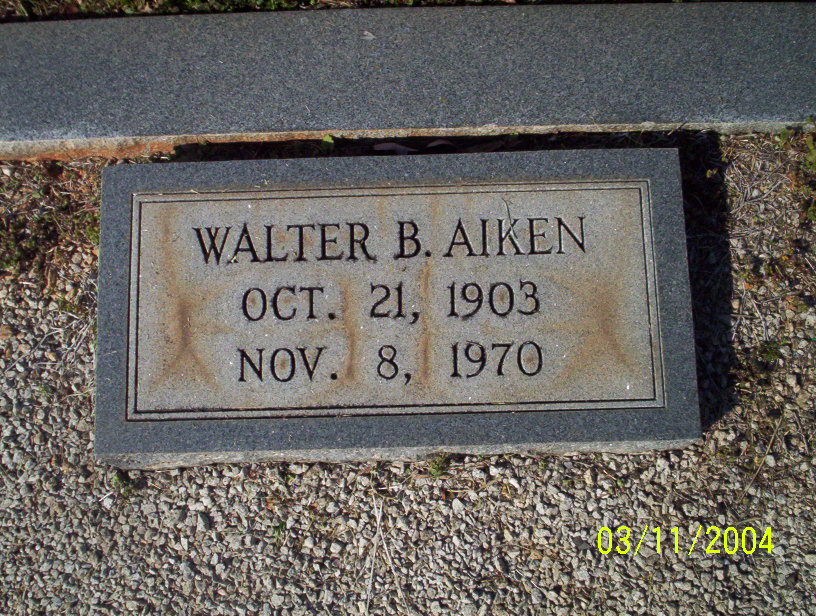 WALTER B. AIKEN
OCT. 21, 1903
NOV. 8, 1970
03/11/2004